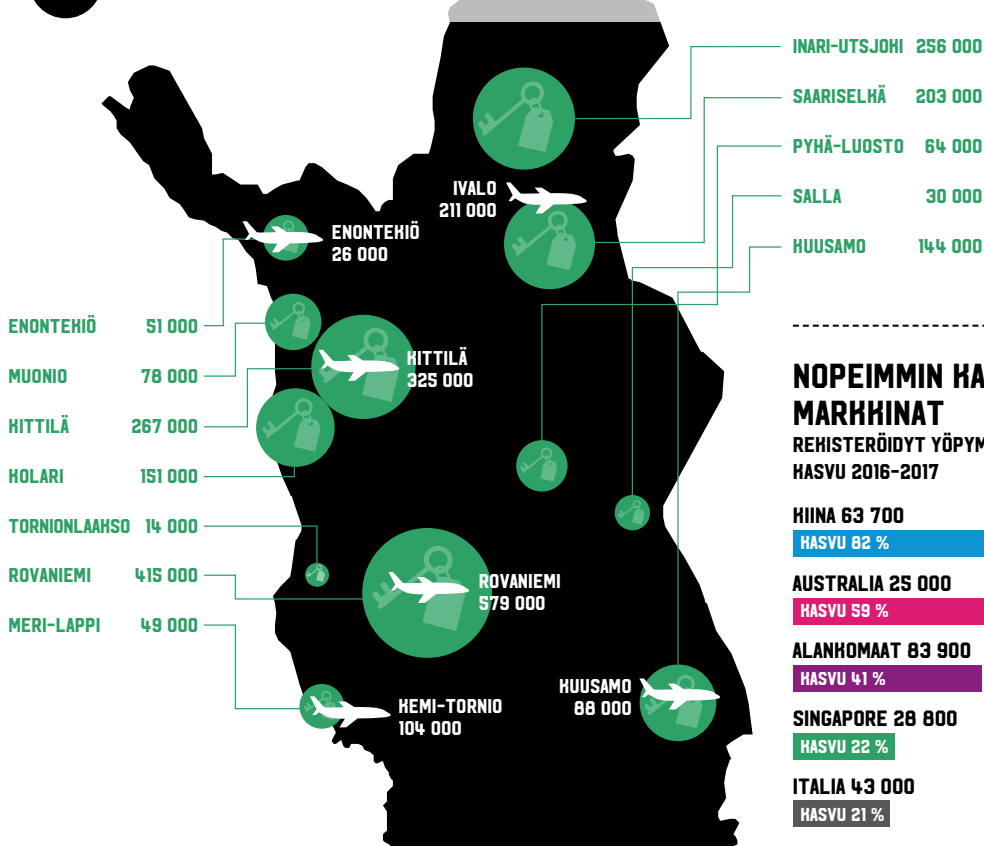 INARI-UTSJOKI 256 000
SAARISELKÄ 203 000
PYHÄ-LUOSTO 64 000
SALLA 30 000
KUUSAMO 144 000
IVALO
211 000
ENONTEKIÖ
26 000
KITTILÄ
325 000
ROVANIEMI
579 000
KEMI-TORNIO
104 000
KUUSAMO
88 000
ENONTEKIÖ 51 000
MUONIO 78 000
KITTILÄ 267 000
KOLARI 151 000
TORNIONLAAKSO 14 000
ROVANIEMI 415 000
MERI-LAPPI 49 000
NOPEIMMIN KA
MARKKINAT
REKISTERÖIDYT YÖPYM
KASVU 2016-2017
KIINA 63 700
KASVU 82 %
AUSTRALIA 25 000
KASVU 59 %
ALANKOMAAT 83 900
KASVU 41 %
SINGAPORE 28 800
KASVU 22 %
ITALIA 43 000
KASVU 21 %